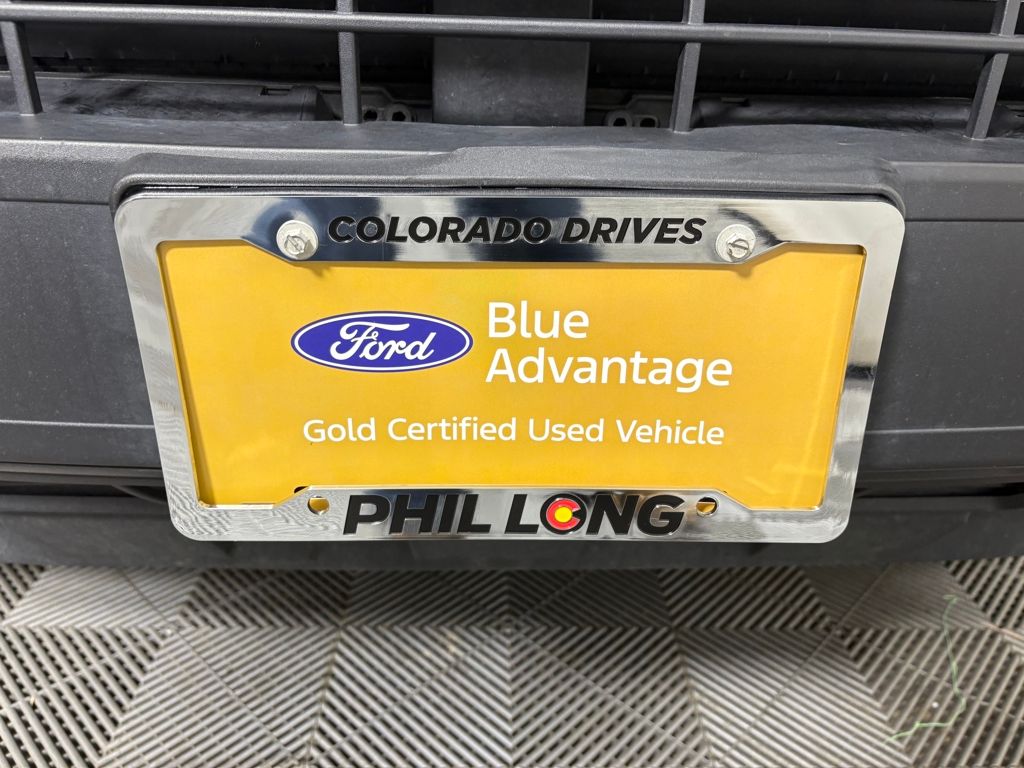 COLORADO DRIVES
Ford
Blue
Advantage
Gold Certified Used Vehicle
PHIL LONG